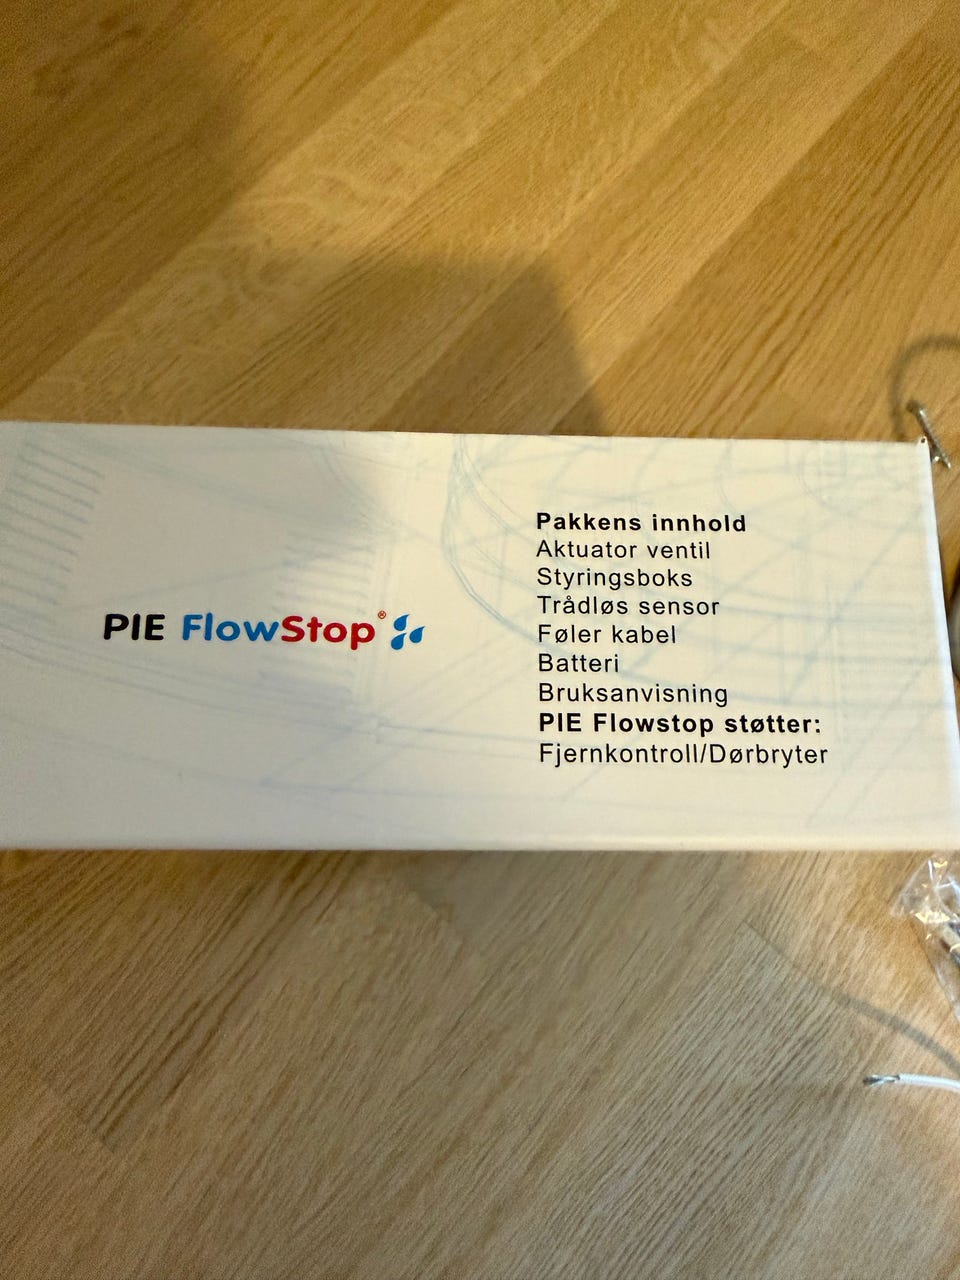 PIE FlowStop®
Pakkens innhold
Aktuator ventil
Styringsboks
Trådløs sensor
Føler kabel
Batteri
Bruksanvisning
PIE Flowstop støtter:
Fjernkontroll/Dørbryter